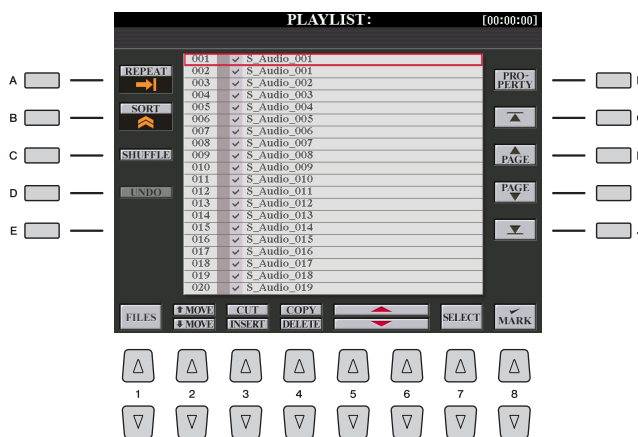 PLAYLIST: [00:00:00]
001 S_Audio_001
002 S_Audio_001
003 S_Audio_002
004 S_Audio_003
005 S_Audio_004
006 S_Audio_005
007 S_Audio_006
008 S_Audio_007
009 S_Audio_008
010 S_Audio_009
011 S_Audio_010
012 S_Audio_011
013 S_Audio_012
014 S_Audio_013
015 S_Audio_014
016 S_Audio_015
017 S_Audio_016
018 S_Audio_017
019 S_Audio_018
020 S_Audio_019
A
REPEAT
B
SORT
C
SHUFFLE
D
UNDO
E
PRO-
PERTY
PAGE
PAGE
FILES
MOVE CUT COPY
MOVE INSERT DELETE
SELECT
MARK
1 2 3 4 5 6 7 8